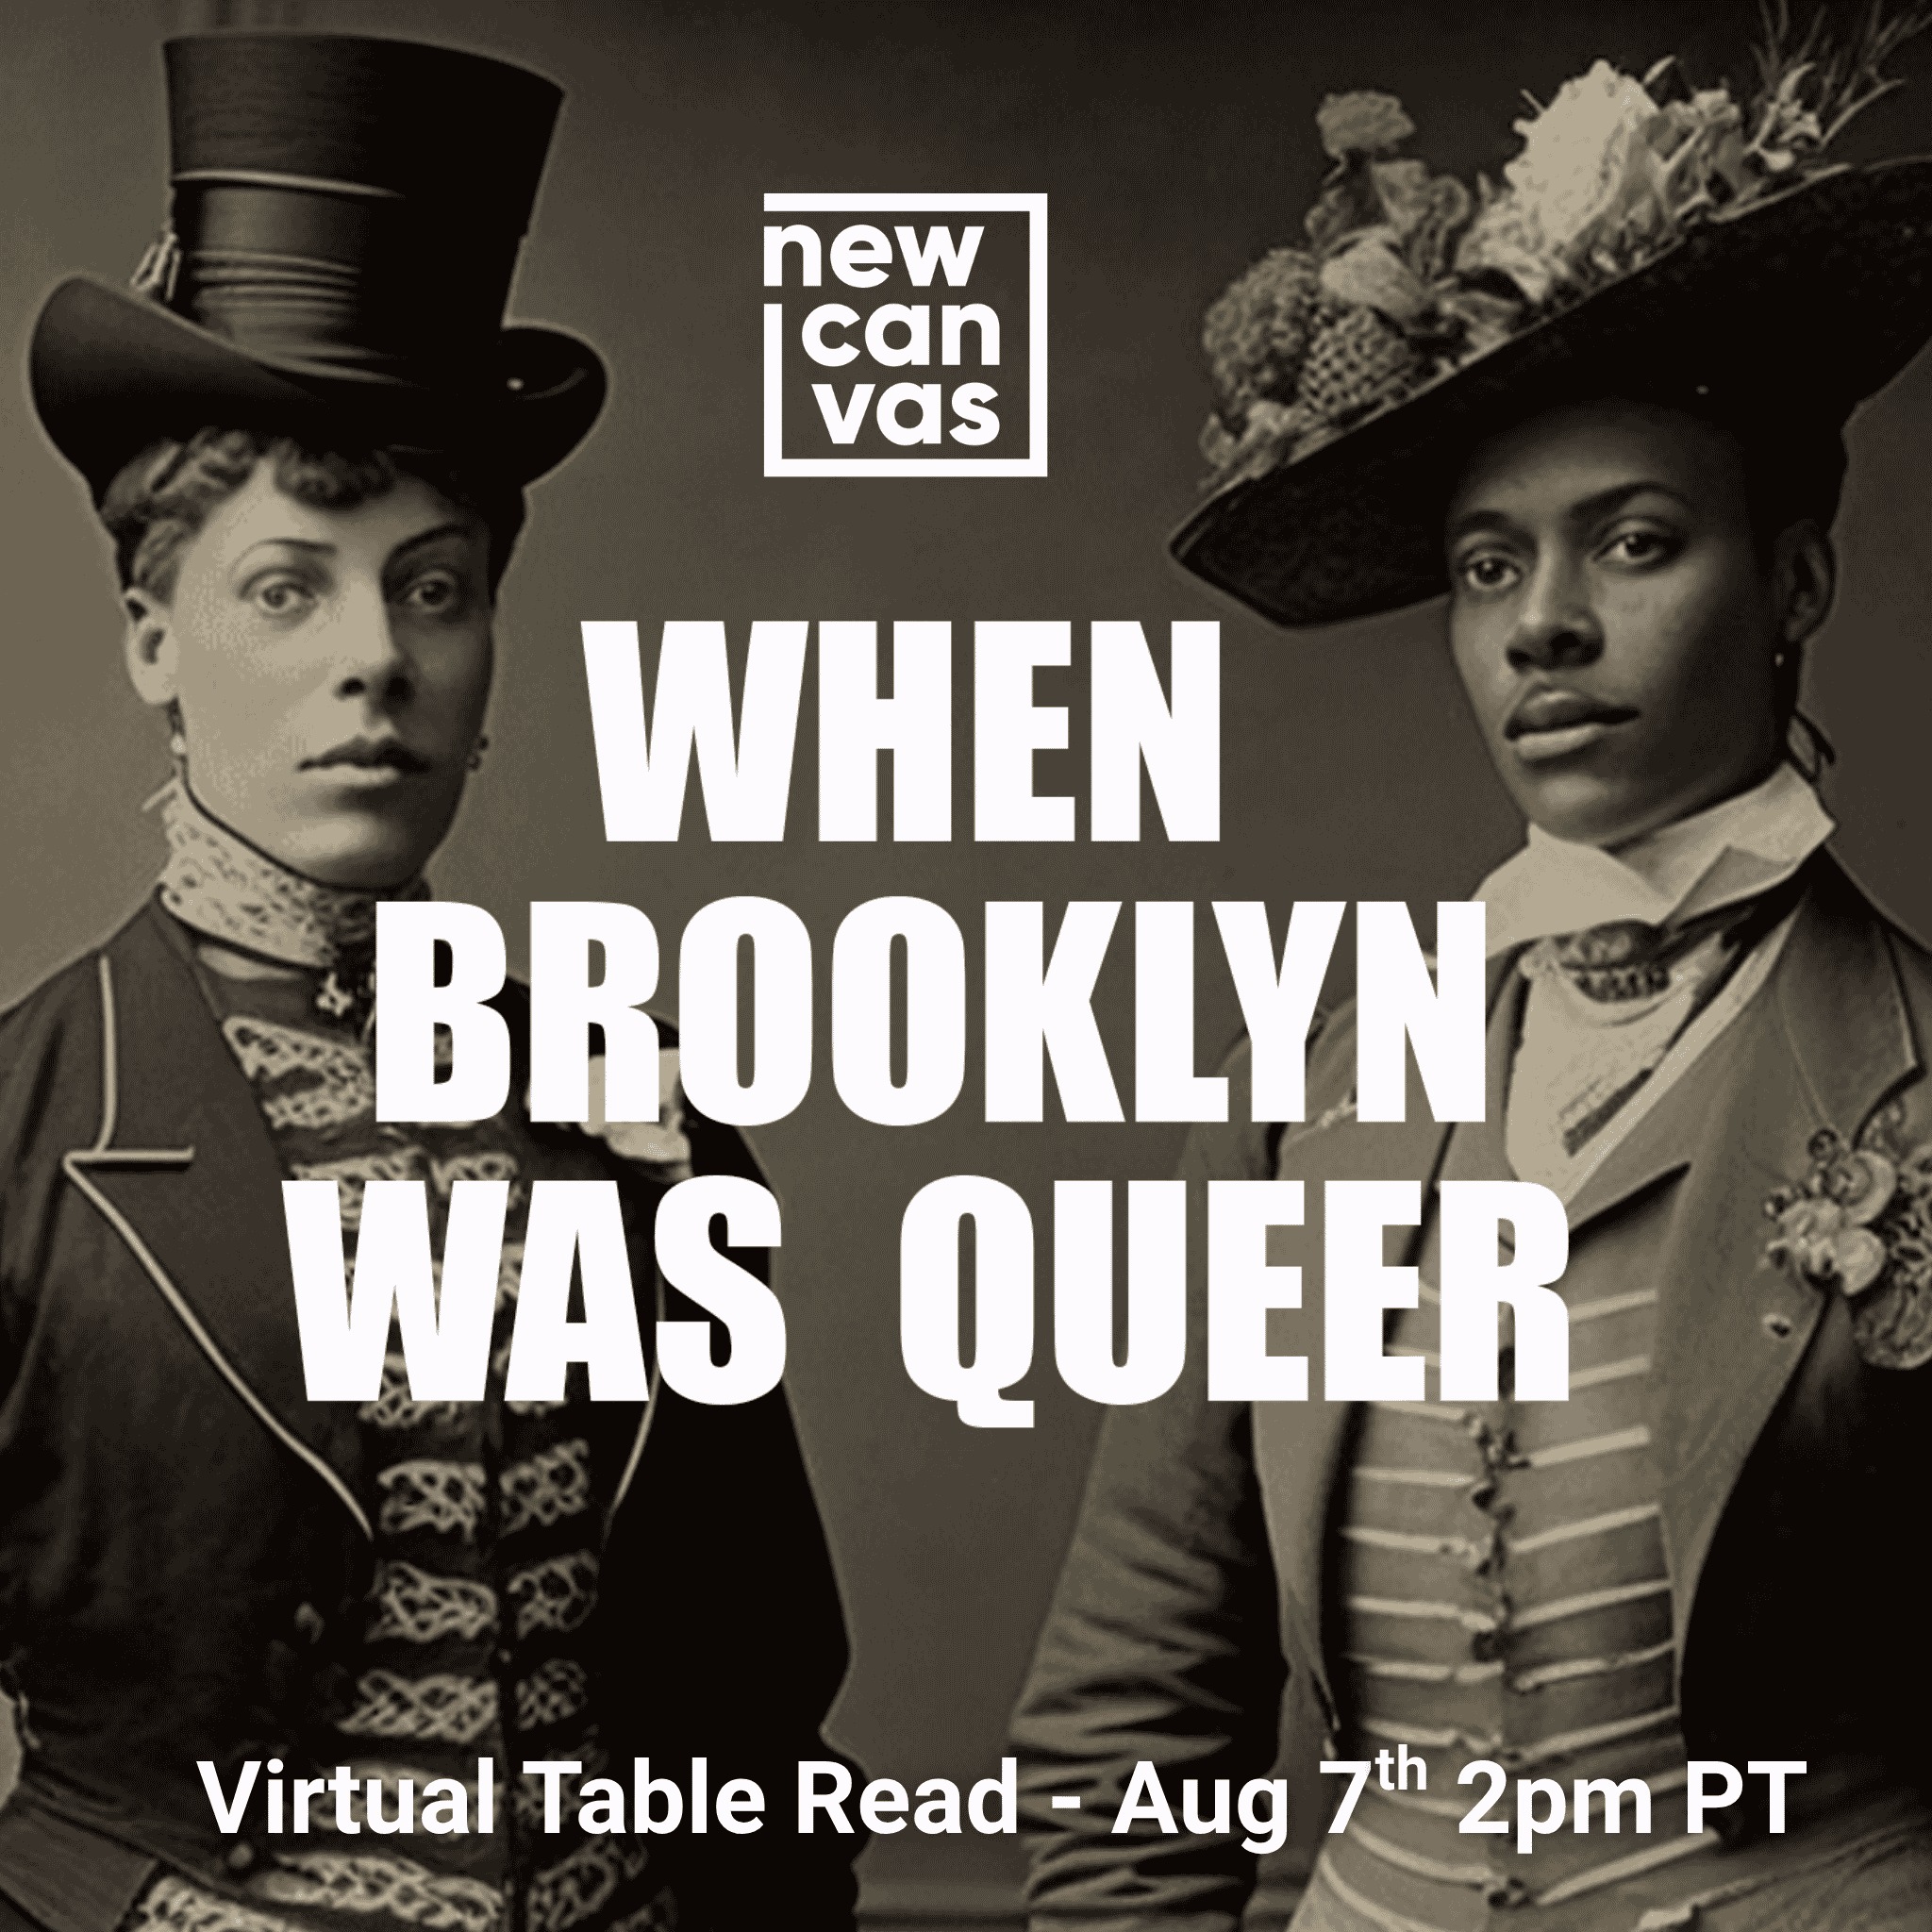 new
can
vas
WHEN
BROOKLYN
WAS QUEER
Virtual Table Read - Aug 7th 2pm PT